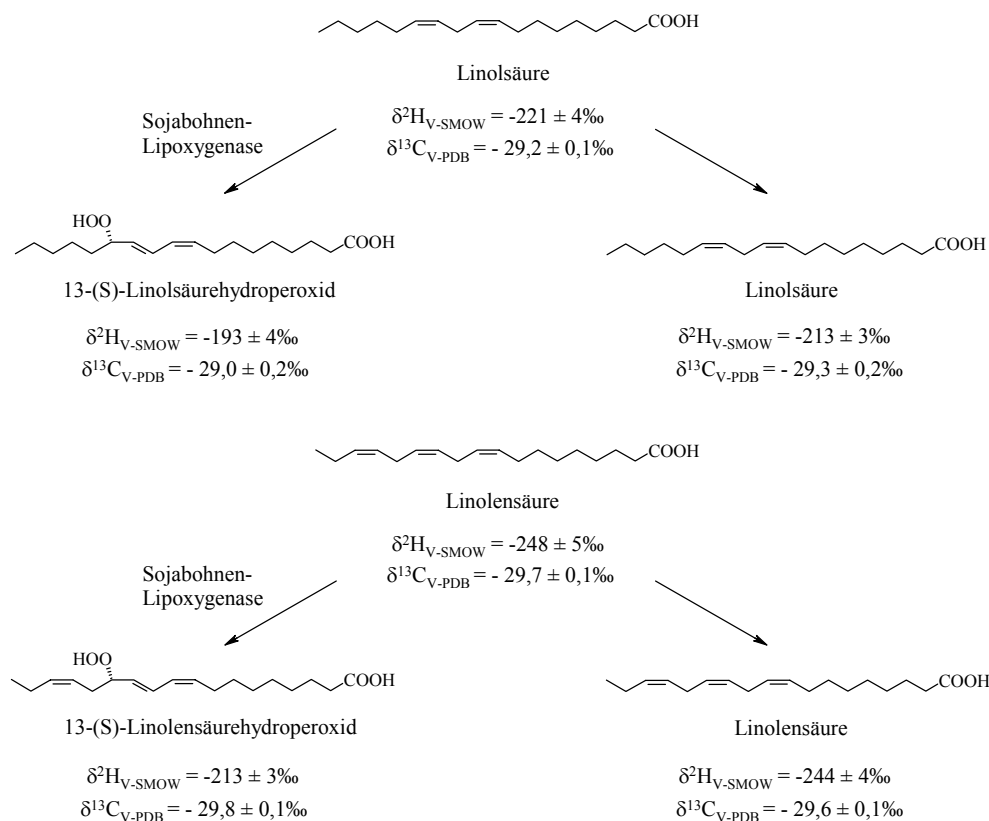 COOH
Linolsäure
Sojabohnen-
Lipoxygenase
δ²H_V-SMOW = -221 ± 4‰
δ¹³C_V-PDB = - 29,2 ± 0,1‰
HOO
COOH
13-(S)-Linolsäurehydroperoxid
δ²H_V-SMOW = -193 ± 4‰
δ¹³C_V-PDB = - 29,0 ± 0,2‰
COOH
Linolsäure
δ²H_V-SMOW = -213 ± 3‰
δ¹³C_V-PDB = - 29,3 ± 0,2‰
COOH
Linolensäure
Sojabohnen-
Lipoxygenase
δ²H_V-SMOW = -248 ± 5‰
δ¹³C_V-PDB = - 29,7 ± 0,1‰
HOO
COOH
13-(S)-Linolensäurehydroperoxid
δ²H_V-SMOW = -213 ± 3‰
δ¹³C_V-PDB = - 29,8 ± 0,1‰
COOH
Linolensäure
δ²H_V-SMOW = -244 ± 4‰
δ¹³C_V-PDB = - 29,6 ± 0,1‰